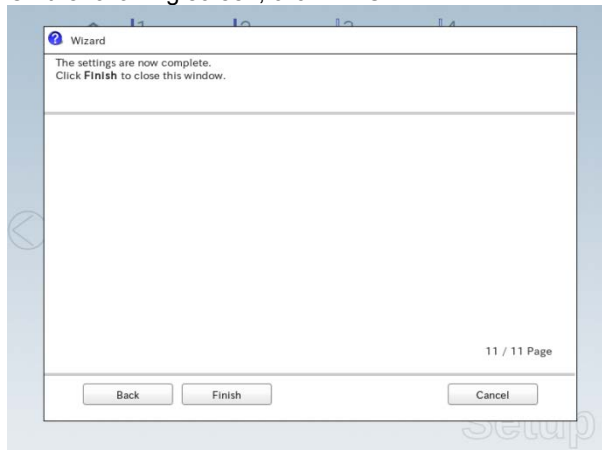 Wizard
The settings are now complete.
Click Finish to close this window.
11 / 11 Page
Back
Finish
Cancel
Setup